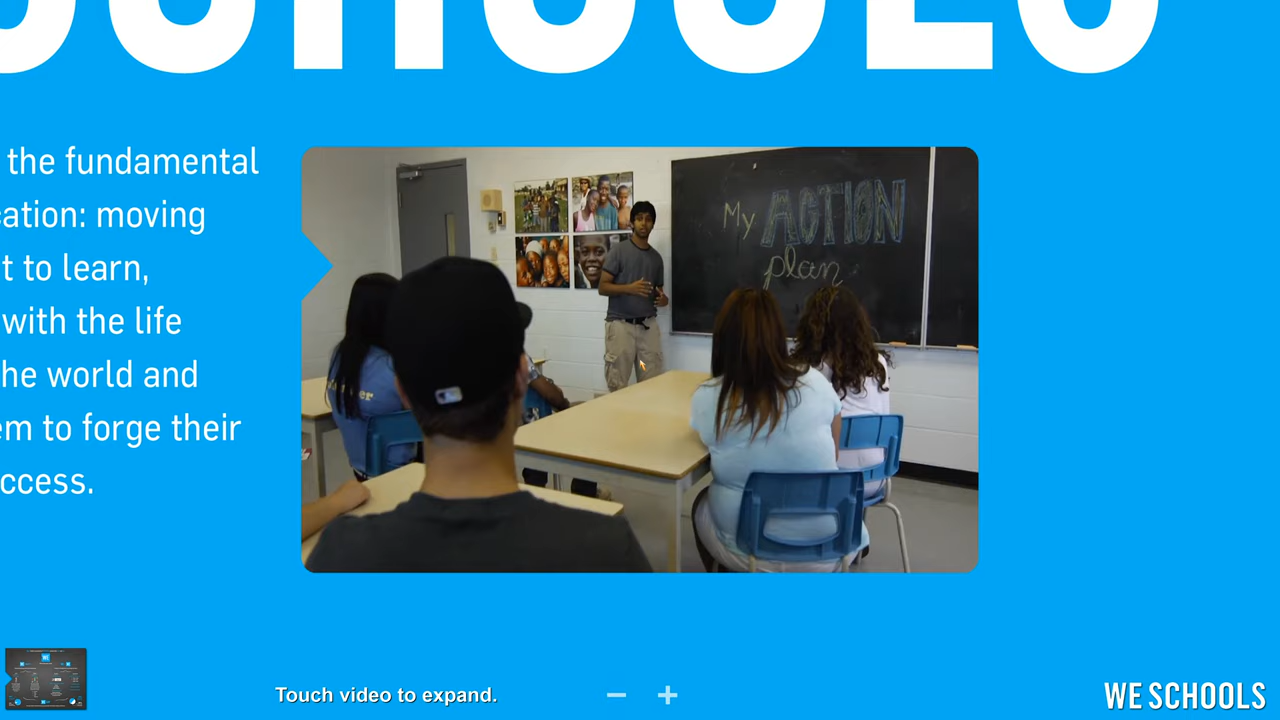 SCHOOLS
the fundamental
cation: moving
t to learn,
with the life
he world and
em to forge their
ccess.
My ACTION
plan
Touch video to expand.
WE SCHOOLS